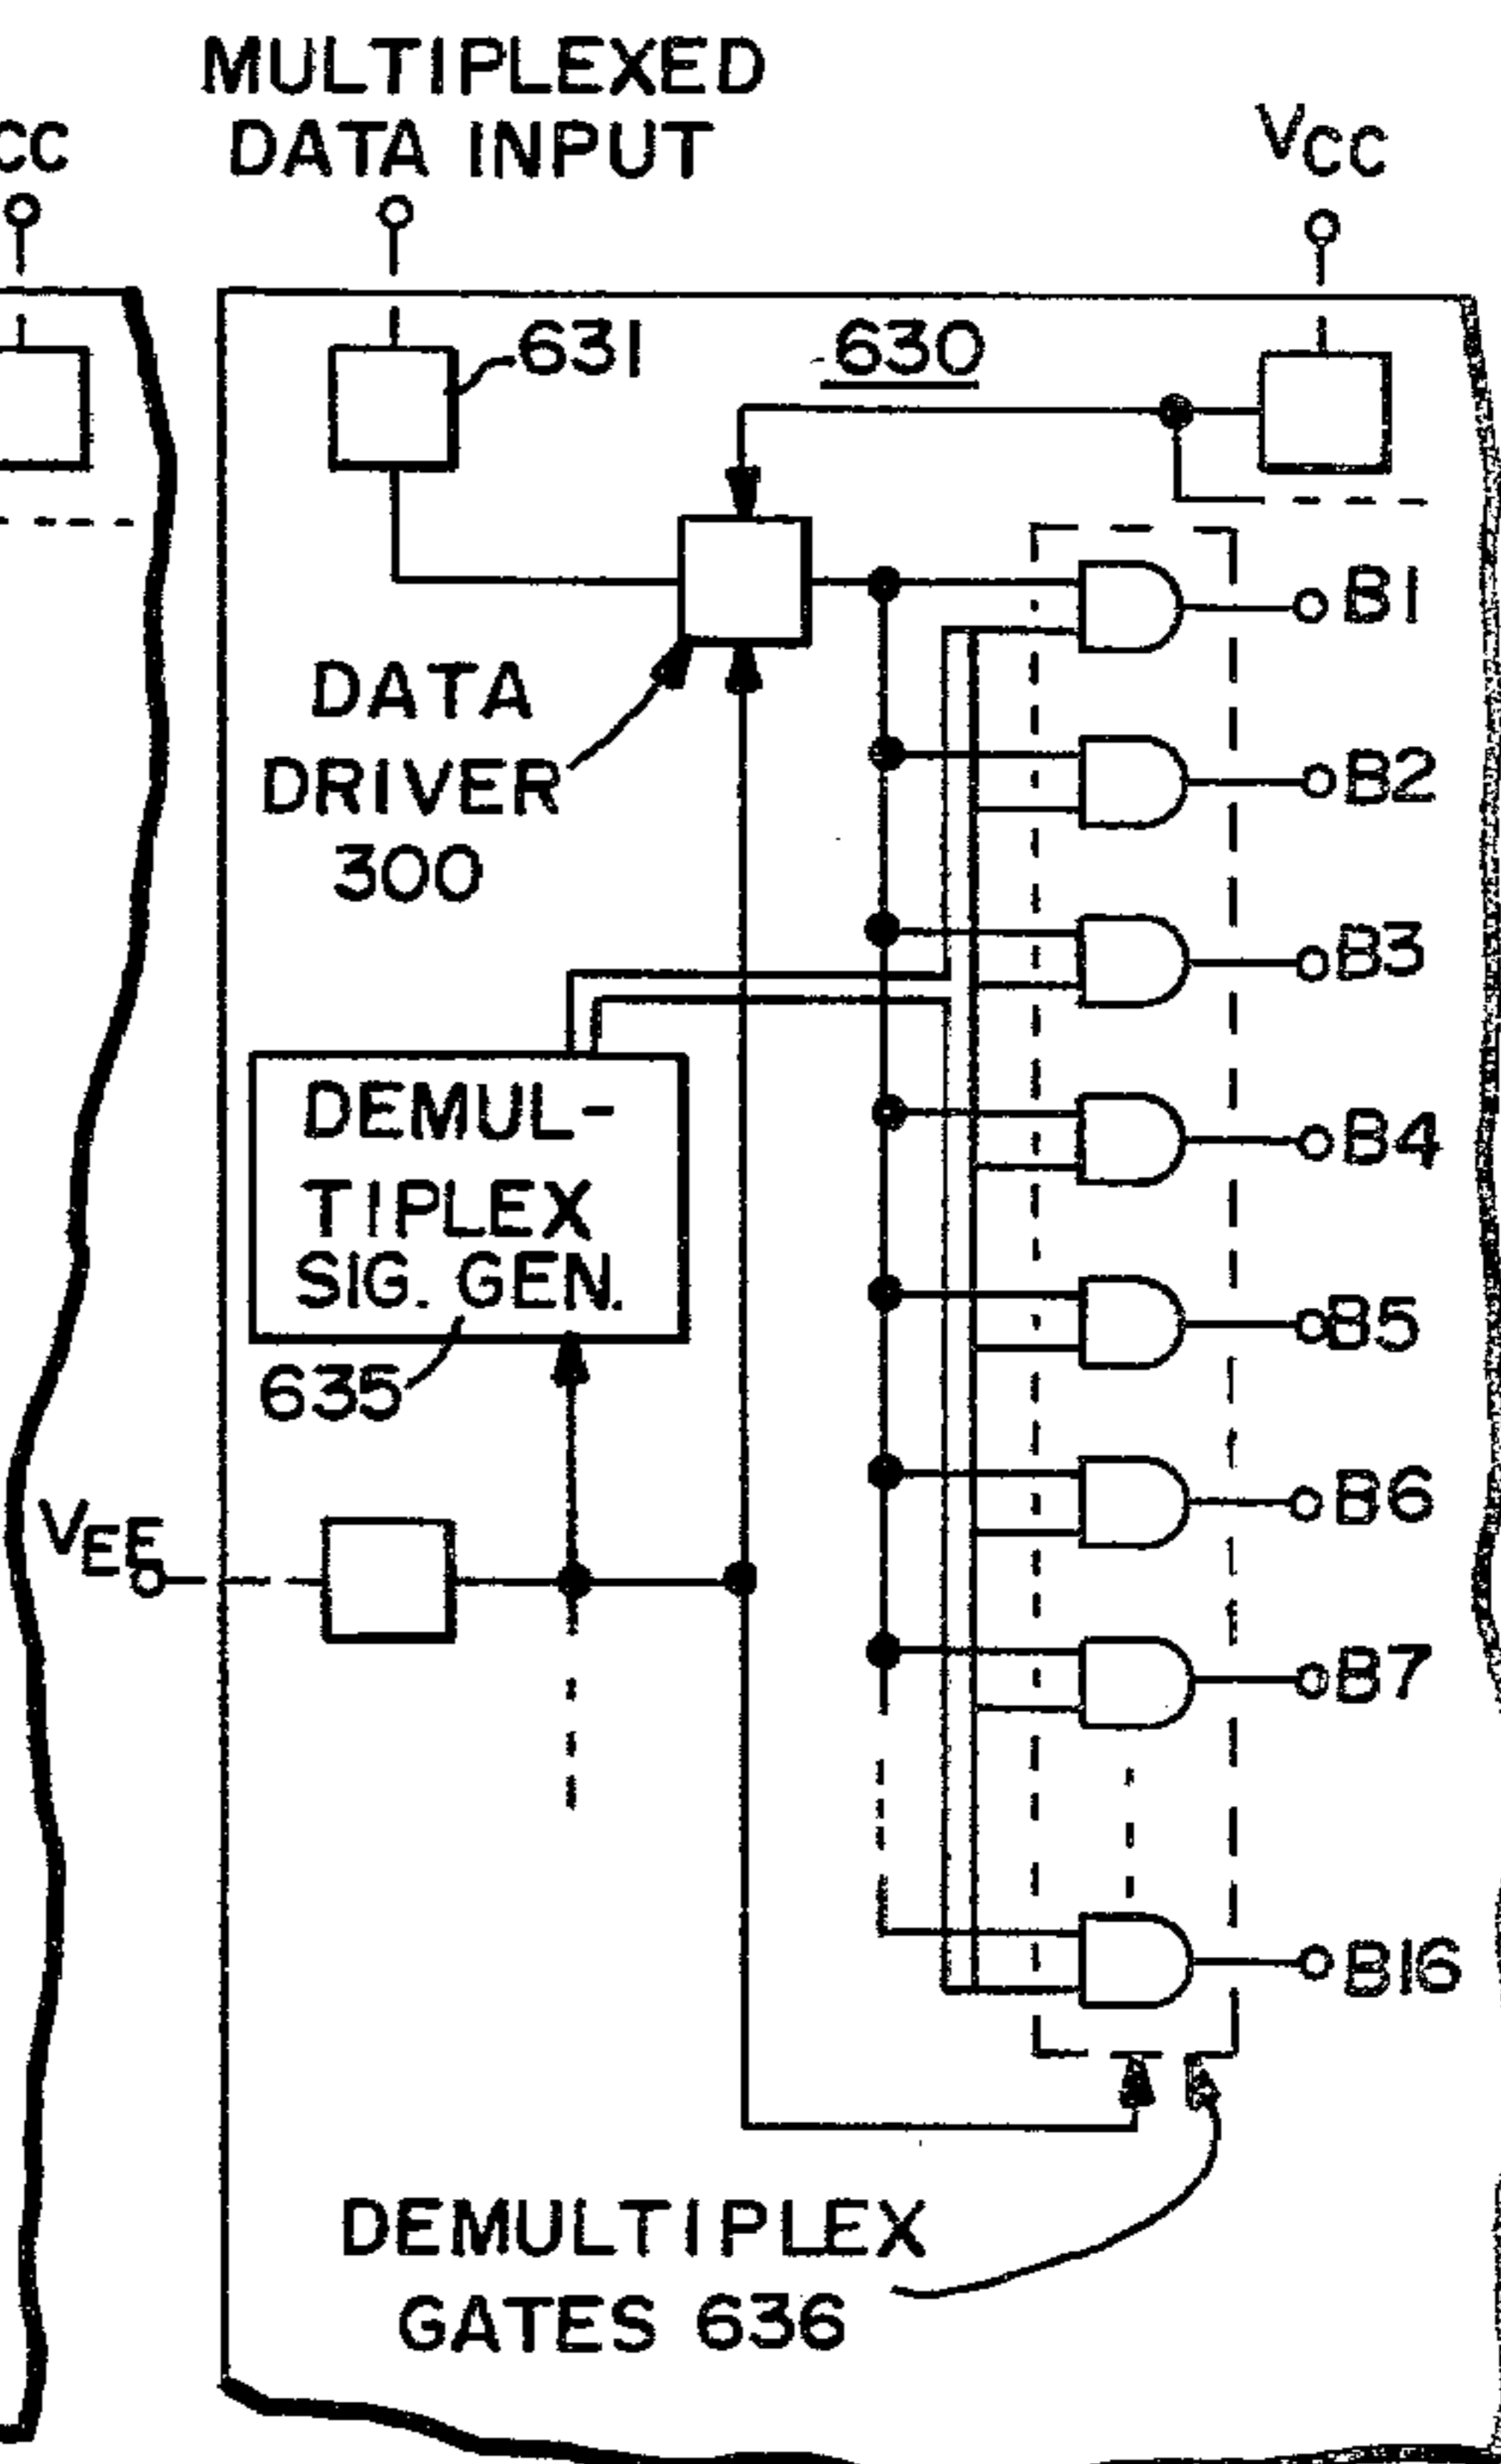 MULTIPLEXED
DATA INPUT
CC
VCC
631
630
B1
DATA
DRIVER
300
B2
B3
DEMUL-
TIPLEX
SIG. GEN.
635
B4
B5
VEE
B6
B7
B16
DEMULTIPLEX
GATES 636